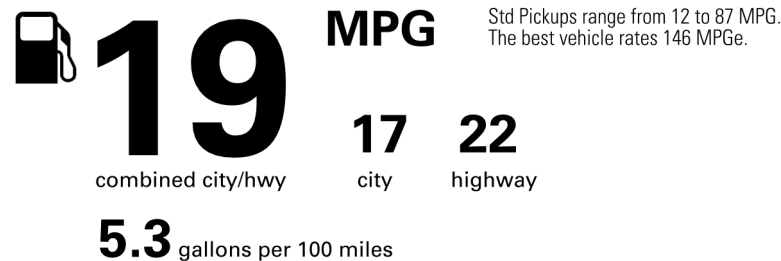 19 MPG
Std Pickups range from 12 to 87 MPG.
The best vehicle rates 146 MPGe.
combined city/hwy
17
city
22
highway
5.3 gallons per 100 miles